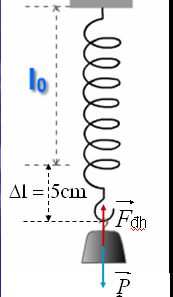 l₀
Δl = 5cm
F⃗đh
P⃗